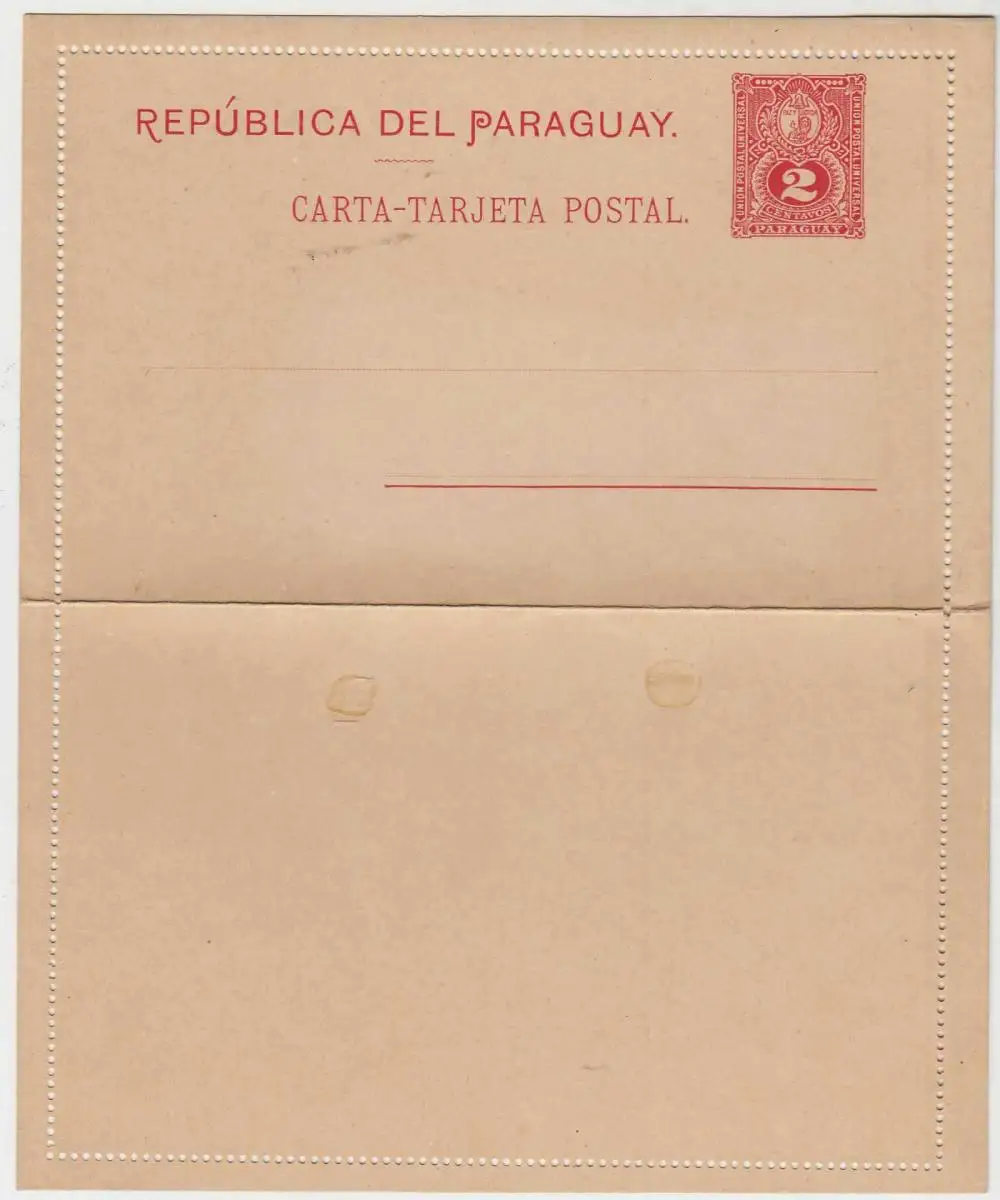 REPÚBLICA DEL PARAGUAY.
CARTA-TARJETA POSTAL.
UNION POSTAL UNIVERSAL
UNION POSTAL UNIVERSAL
2
CENTAVOS
PARAGUAY